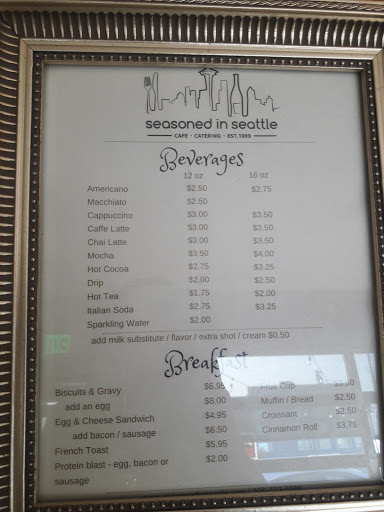 seasoned in seattle
CAFE • CATERING • EST.1999
Beverages
12 oz 16 oz
Americano $2.50 $2.75
Macchiato $2.50
Cappuccino $3.00 $3.50
Caffe Latte $3.00 $3.50
Chai Latte $3.00 $3.50
Mocha $3.50 $4.00
Hot Cocoa $2.75 $3.25
Drip $2.00 $2.50
Hot Tea $1.75 $2.00
Italian Soda $2.75 $3.25
Sparkling Water $2.00
add milk substitute / flavor / extra shot / cream $0.50
Breakfast
Biscuits & Gravy $6.95 Fruit Cup $3.50
add an egg $8.00 Muffin / Bread $2.50
Egg & Cheese Sandwich $4.95 Croissant $2.50
add bacon / sausage $6.50 Cinnamon Roll $3.75
French Toast $5.95
Protein blast - egg, bacon or $2.00
sausage